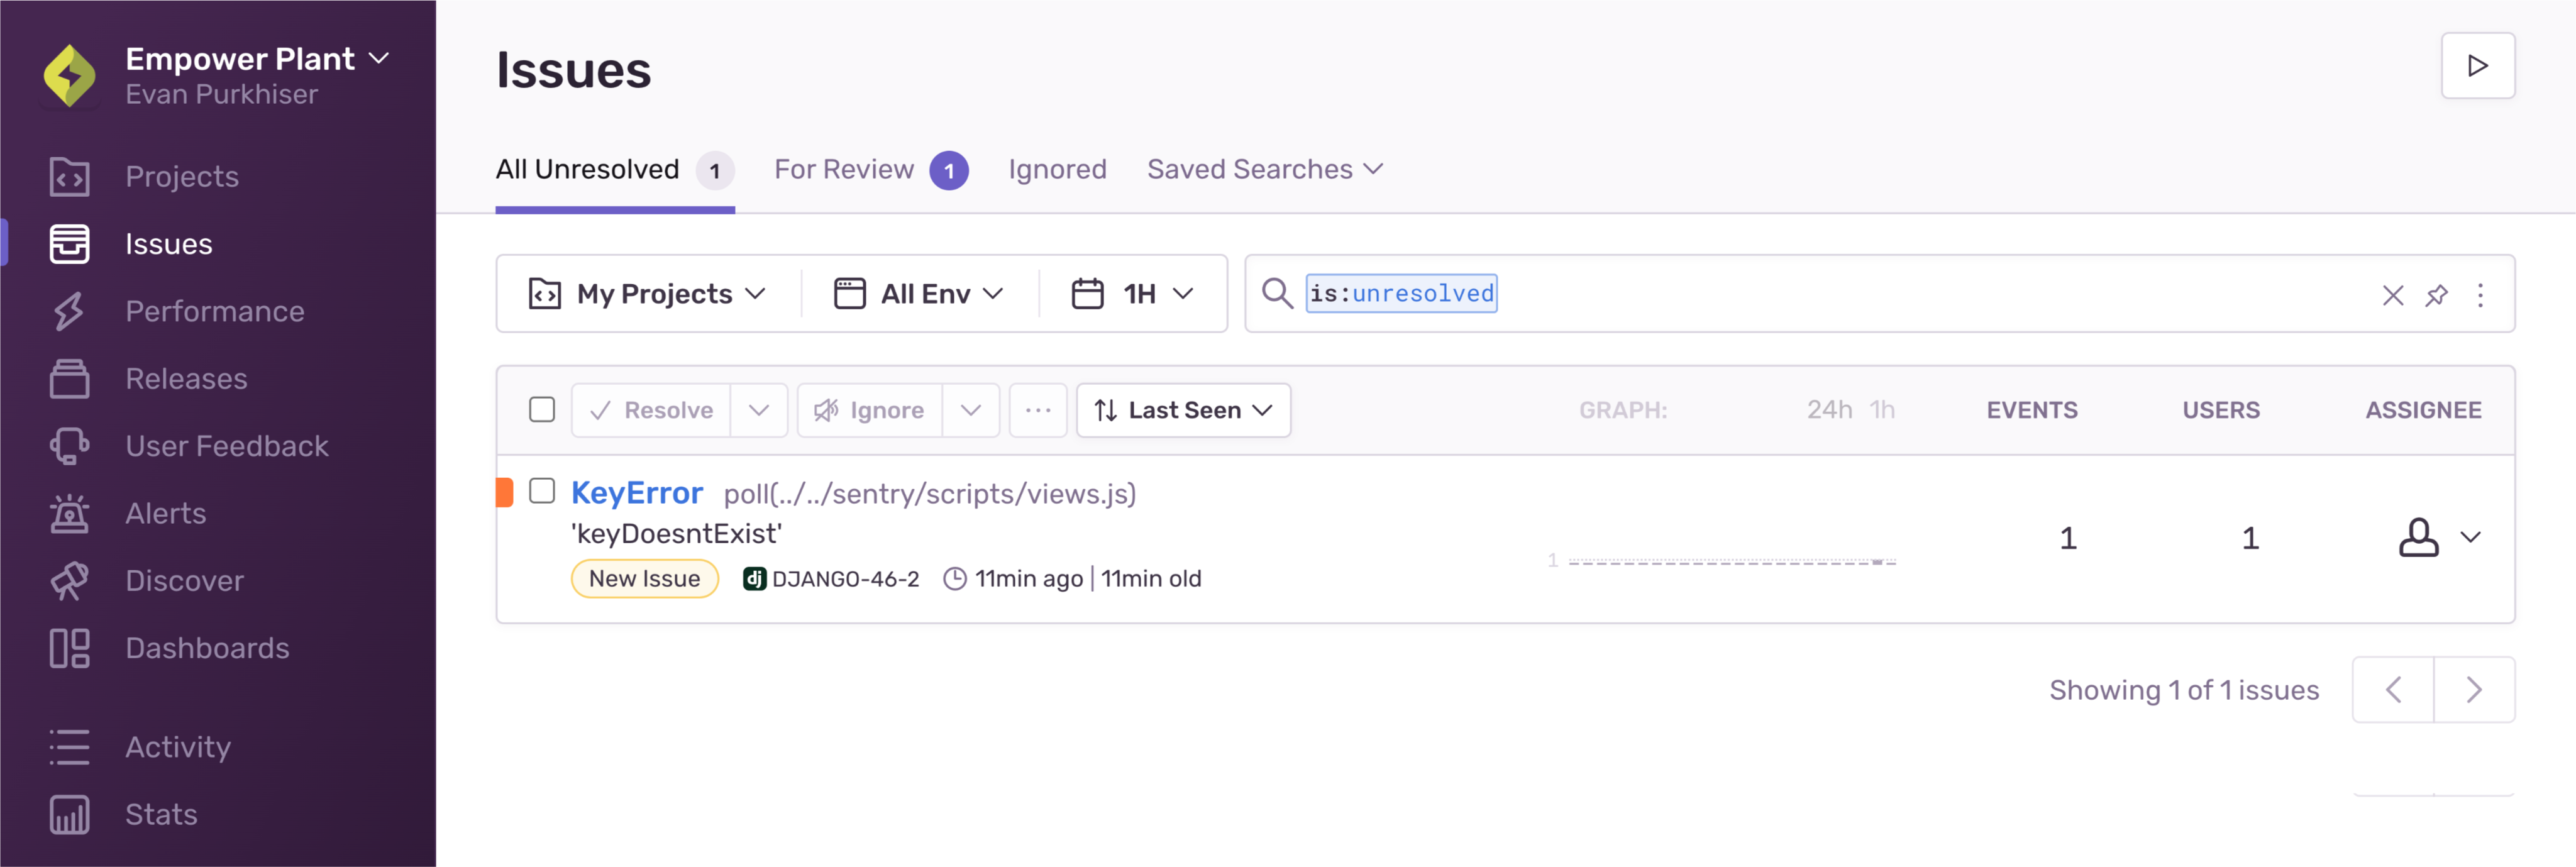 Empower Plant
Evan Purkhiser
Projects
Issues
Performance
Releases
User Feedback
Alerts
Discover
Dashboards
Activity
Stats
Issues
All Unresolved 1 For Review 1 Ignored Saved Searches
My Projects All Env 1H is:unresolved
Resolve Ignore ... Last Seen GRAPH: 24h 1h EVENTS USERS ASSIGNEE
KeyError poll(../../sentry/scripts/views.js)
'keyDoesntExist'
1 1 1
New Issue dj DJANGO-46-2 11min ago | 11min old
Showing 1 of 1 issues